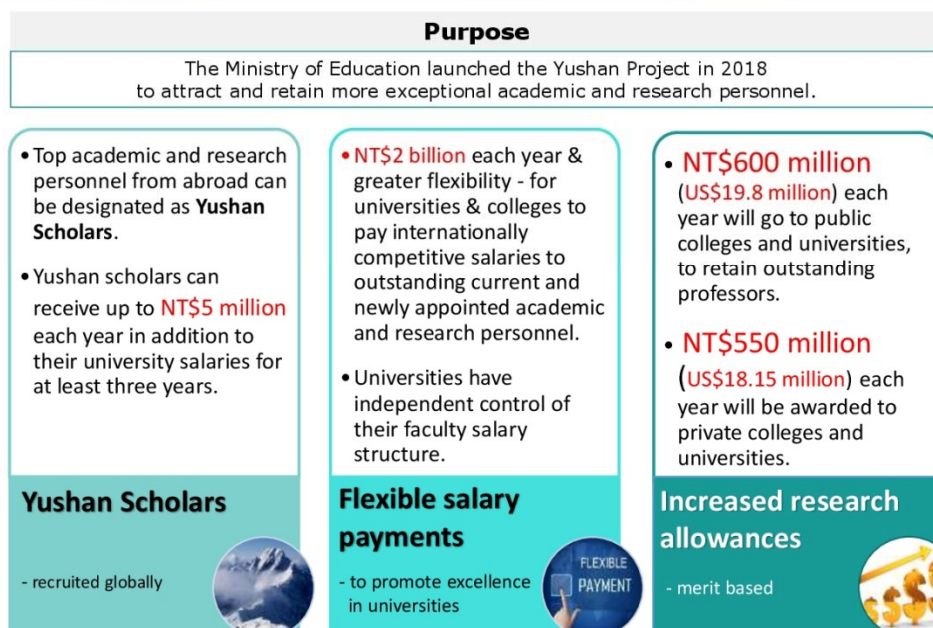 Purpose
The Ministry of Education launched the Yushan Project in 2018
to attract and retain more exceptional academic and research personnel.
• Top academic and research
personnel from abroad can
be designated as Yushan
Scholars.
• Yushan scholars can
receive up to NT$5 million
each year in addition to
their university salaries for
at least three years.
Yushan Scholars
- recruited globally
• NT$2 billion each year &
greater flexibility - for
universities & colleges to
pay internationally
competitive salaries to
outstanding current and
newly appointed academic
and research personnel.
• Universities have
independent control of
their faculty salary
structure.
Flexible salary
payments
- to promote excellence
in universities
FLEXIBLE
PAYMENT
• NT$600 million
(US$19.8 million) each
year will go to public
colleges and universities,
to retain outstanding
professors.
• NT$550 million
(US$18.15 million) each
year will be awarded to
private colleges and
universities.
Increased research
allowances
- merit based